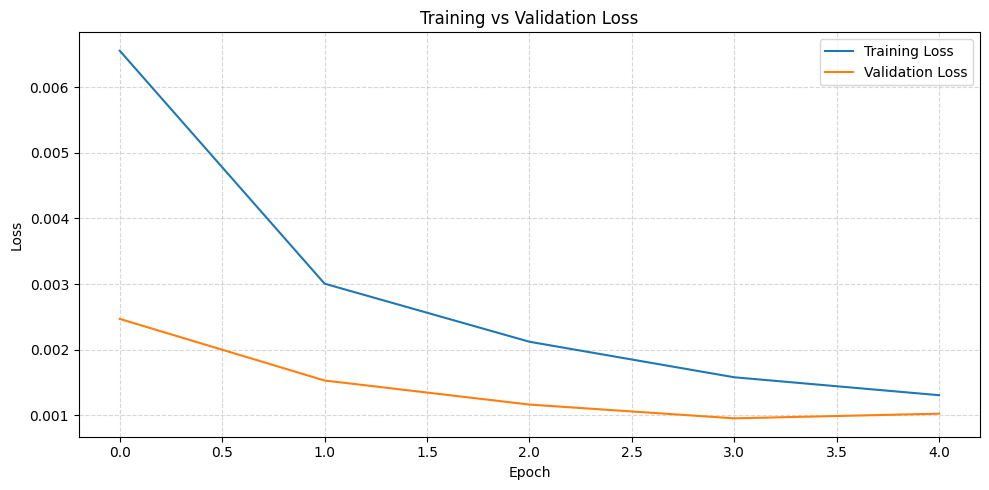 Training vs Validation Loss
Training Loss
Validation Loss
0.006
0.005
0.004
0.003
0.002
0.001
Loss
0.0 0.5 1.0 1.5 2.0 2.5 3.0 3.5 4.0
Epoch